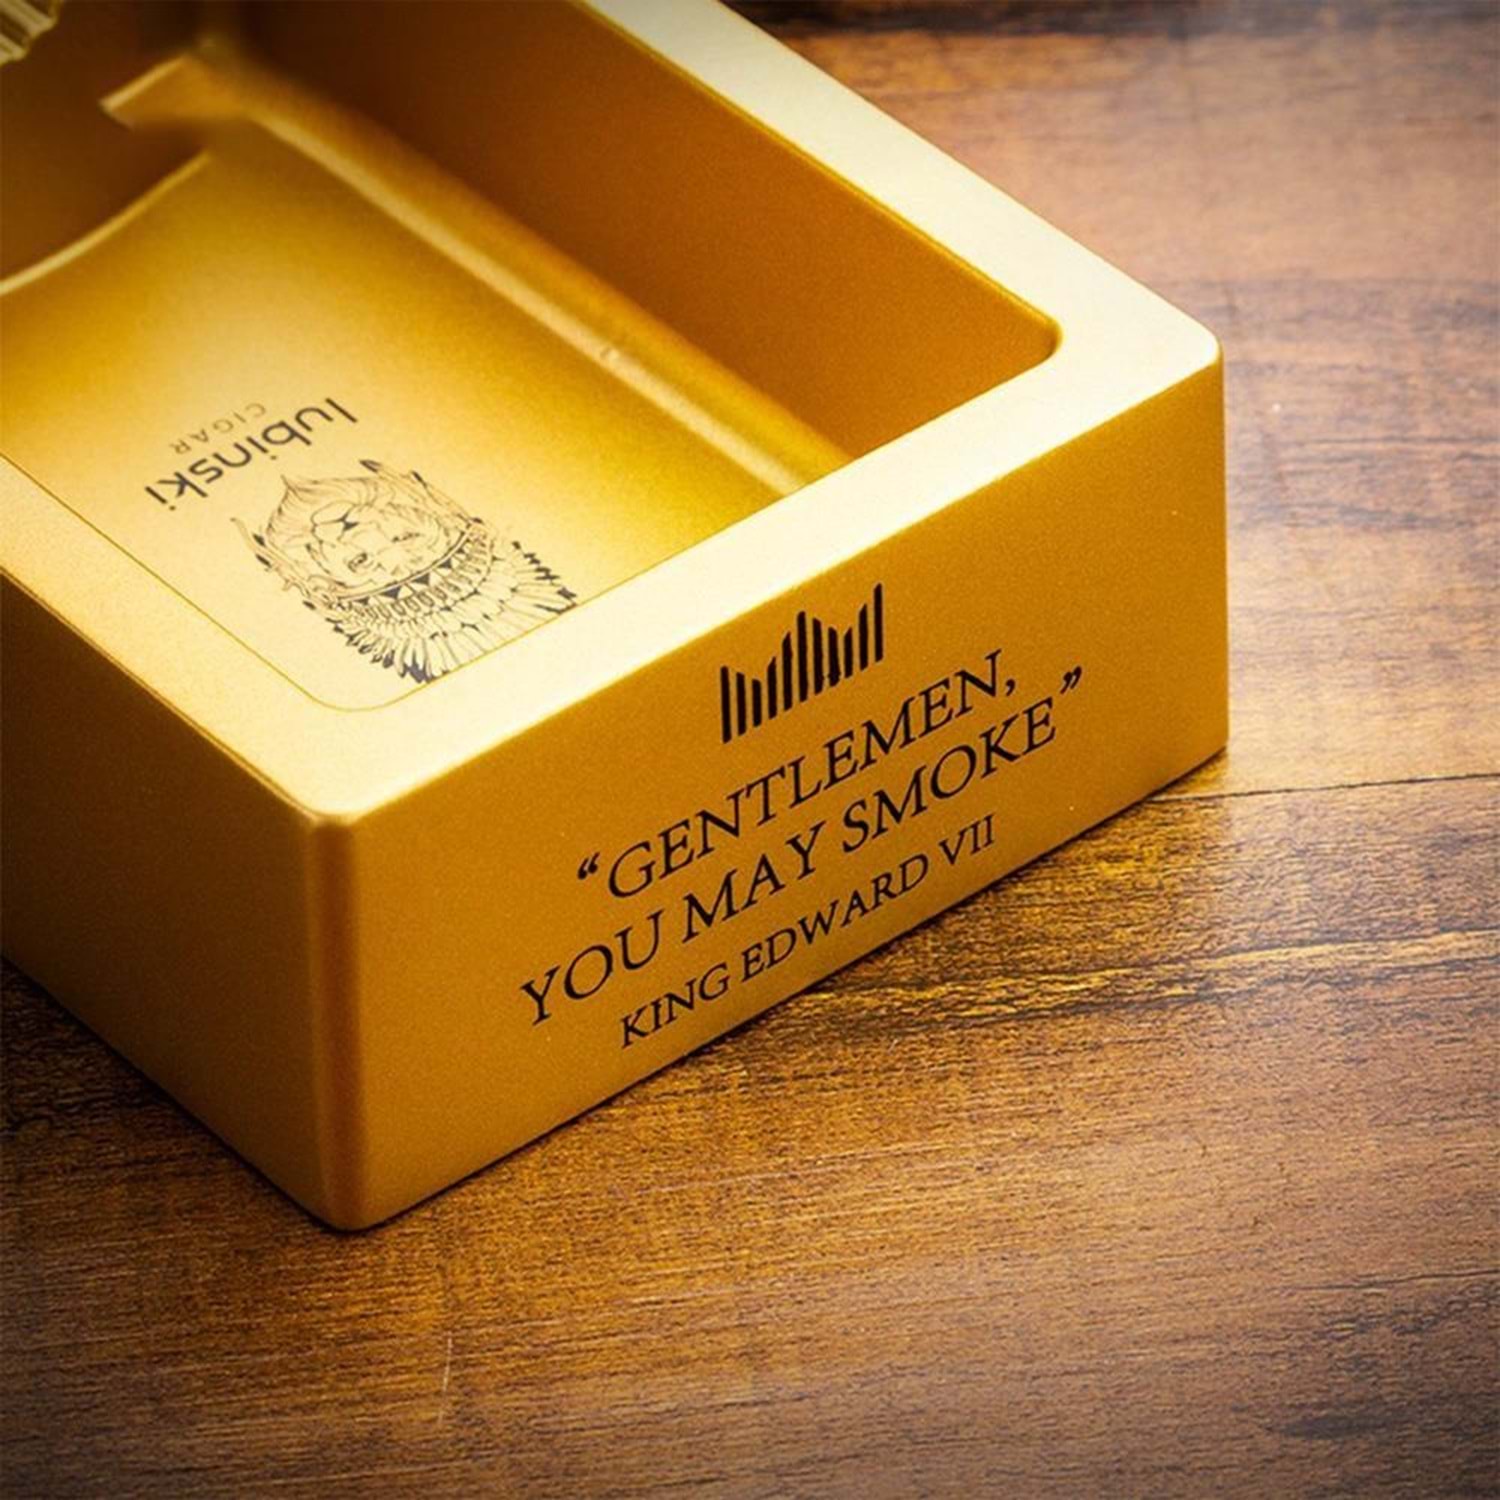 lubinski
CIGAR
“GENTLEMEN,
YOU MAY SMOKE”
KING EDWARD VII